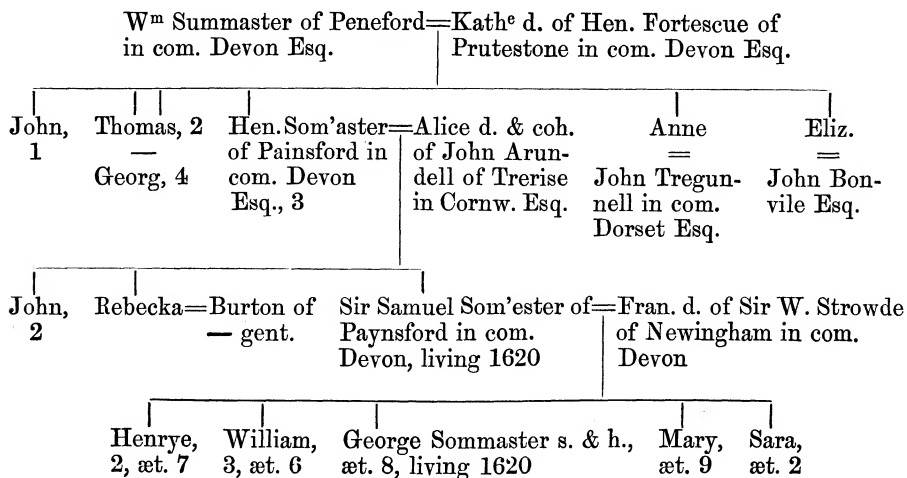 Wᵐ Summaster of Peneford=Kathᵉ d. of Hen. Fortescue of
in com. Devon Esq. Prutestone in com. Devon Esq.
John,
1
Thomas, 2
—
Georg, 4
Hen. Som'aster=
of Painsford in
com. Devon
Esq., 3
Alice d. & coh.
of John Arun-
dell of Trerise
in Cornw. Esq.
Anne
=
John Tregun-
nell in com.
Dorset Esq.
Eliz.
=
John Bon-
vile Esq.
John,
2
Rebecka=Burton of
— gent.
Sir Samuel Som'ester of=
Paynsford in com.
Devon, living 1620
Fran. d. of Sir W. Strowde
of Newingham in com.
Devon
Henrye,
2, æt. 7
William,
3, æt. 6
George Sommaster s. & h.,
æt. 8, living 1620
Mary,
æt. 9
Sara,
æt. 2